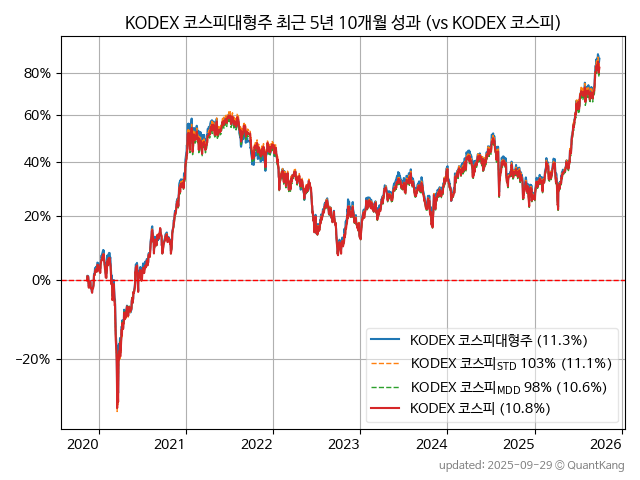 KODEX 코스피대형주 최근 5년 10개월 성과 (vs KODEX 코스피)
80%
60%
40%
20%
0%
−20%
KODEX 코스피대형주 (11.3%)
KODEX 코스피STD 103% (11.1%)
KODEX 코스피MDD 98% (10.6%)
KODEX 코스피 (10.8%)
2020 2021 2022 2023 2024 2025 2026
updated: 2025-09-29 © QuantKang